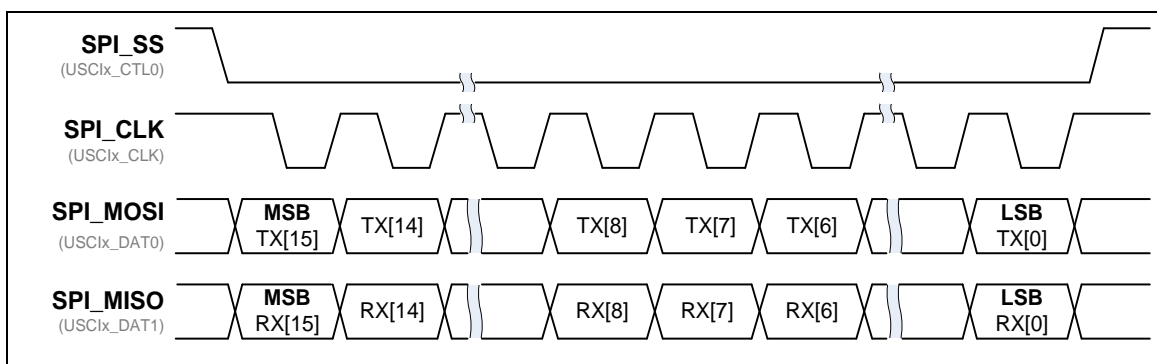 SPI_SS
(USCIx_CTL0)
SPI_CLK
(USCIx_CLK)
SPI_MOSI
(USCIx_DAT0)
MSB
TX[15]
TX[14]
TX[8]
TX[7]
TX[6]
LSB
TX[0]
SPI_MISO
(USCIx_DAT1)
MSB
RX[15]
RX[14]
RX[8]
RX[7]
RX[6]
LSB
RX[0]